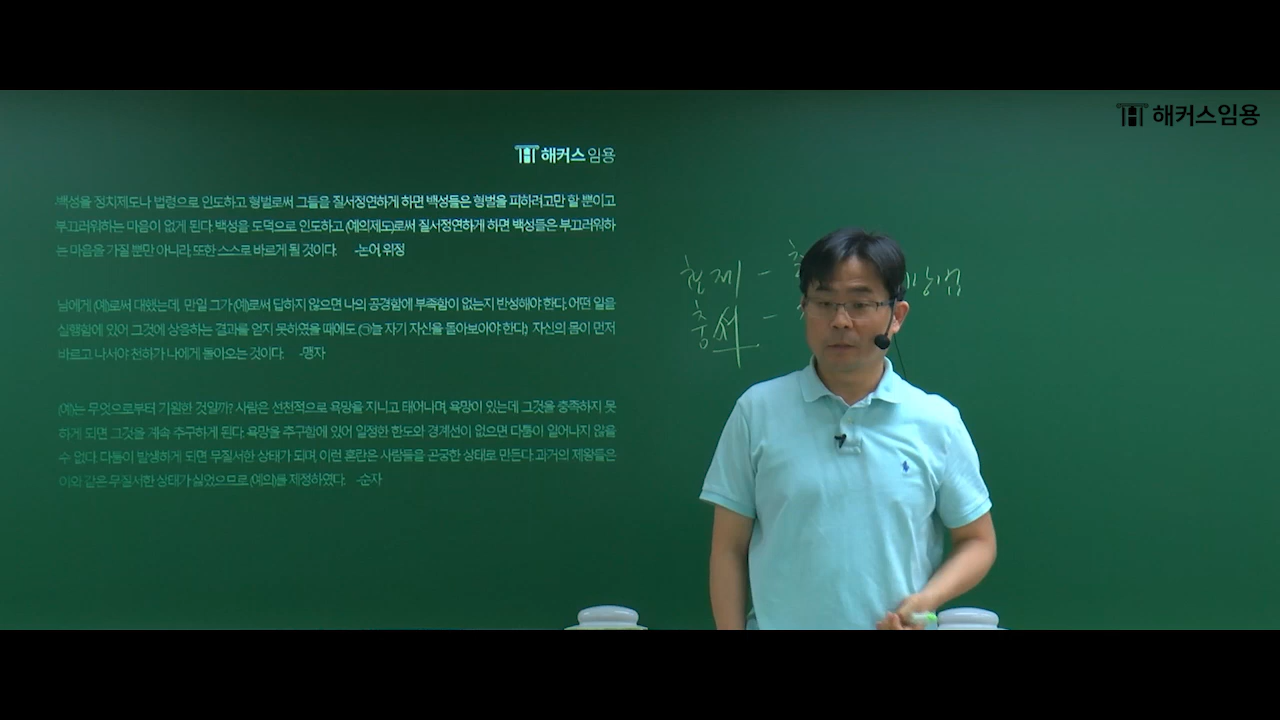 해커스임용
해커스 임용
백성을 정치제도나 법령으로 인도하고 형벌로써 그들을 질서정연하게 하면 백성들은 형벌을 피하려고만 할 뿐이고
부끄러워하는 마음이 없게 된다. 백성을 도덕으로 인도하고 (예의제도)로써 질서정연하게 하면 백성들은 부끄러워하
는 마음을 가질 뿐만 아니라, 또한 스스로 바르게 될 것이다. -논어, 위정
님에게 (예)로써 대했는데, 만일 그가 (예)로써 답하지 않으면 나의 공경함에 부족함이 없는지 반성해야 한다. 어떤 일을
실행함에 있어 그것에 상응하는 결과를 얻지 못하였을 때에도 (㉠늘 자기 자신을 돌아보아야 한다). 자신의 몸이 먼저
바르고 나서야 천하가 나에게 돌아오는 것이다. -맹자
(예)는 무엇으로부터 기원한 것일까? 사람은 선천적으로 욕망을 지니고 태어나며, 욕망이 있는데 그것을 충족하지 못
하게 되면 그것을 계속 추구하게 된다. 욕망을 추구함에 있어 일정한 한도와 경계선이 없으면 다툼이 일어나지 않을
수 없다. 다툼이 발생하게 되면 무질서한 상태가 되며, 이런 혼란은 사람들을 곤궁한 상태로 만든다. 과거의 제왕들은
이와 같은 무질서한 상태가 싫었으므로 (예의)를 제정하였다. -순자